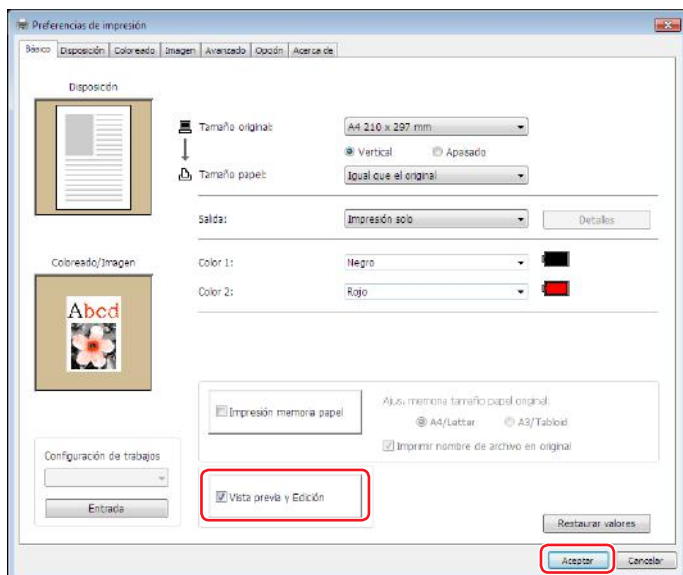 Preferencias de impresión
Básico Disposición Coloreado Imagen Avanzado Opción Acerca de
Disposición
Tamaño original: A4 210 x 297 mm
Vertical Apaisado
Tamaño papel: Igual que el original
Salida: Impresión solo Detalles
Coloreado/Imagen
Color 1: Negro
Color 2: Rojo
Abcd
Impresión memoria papel
Ajus. memoria tamaño papel original:
A4/Letter A3/Tabloid
Imprimir nombre de archivo en original
Configuración de trabajos
Entrada
Vista previa y Edición
Restaurar valores
Aceptar Cancelar